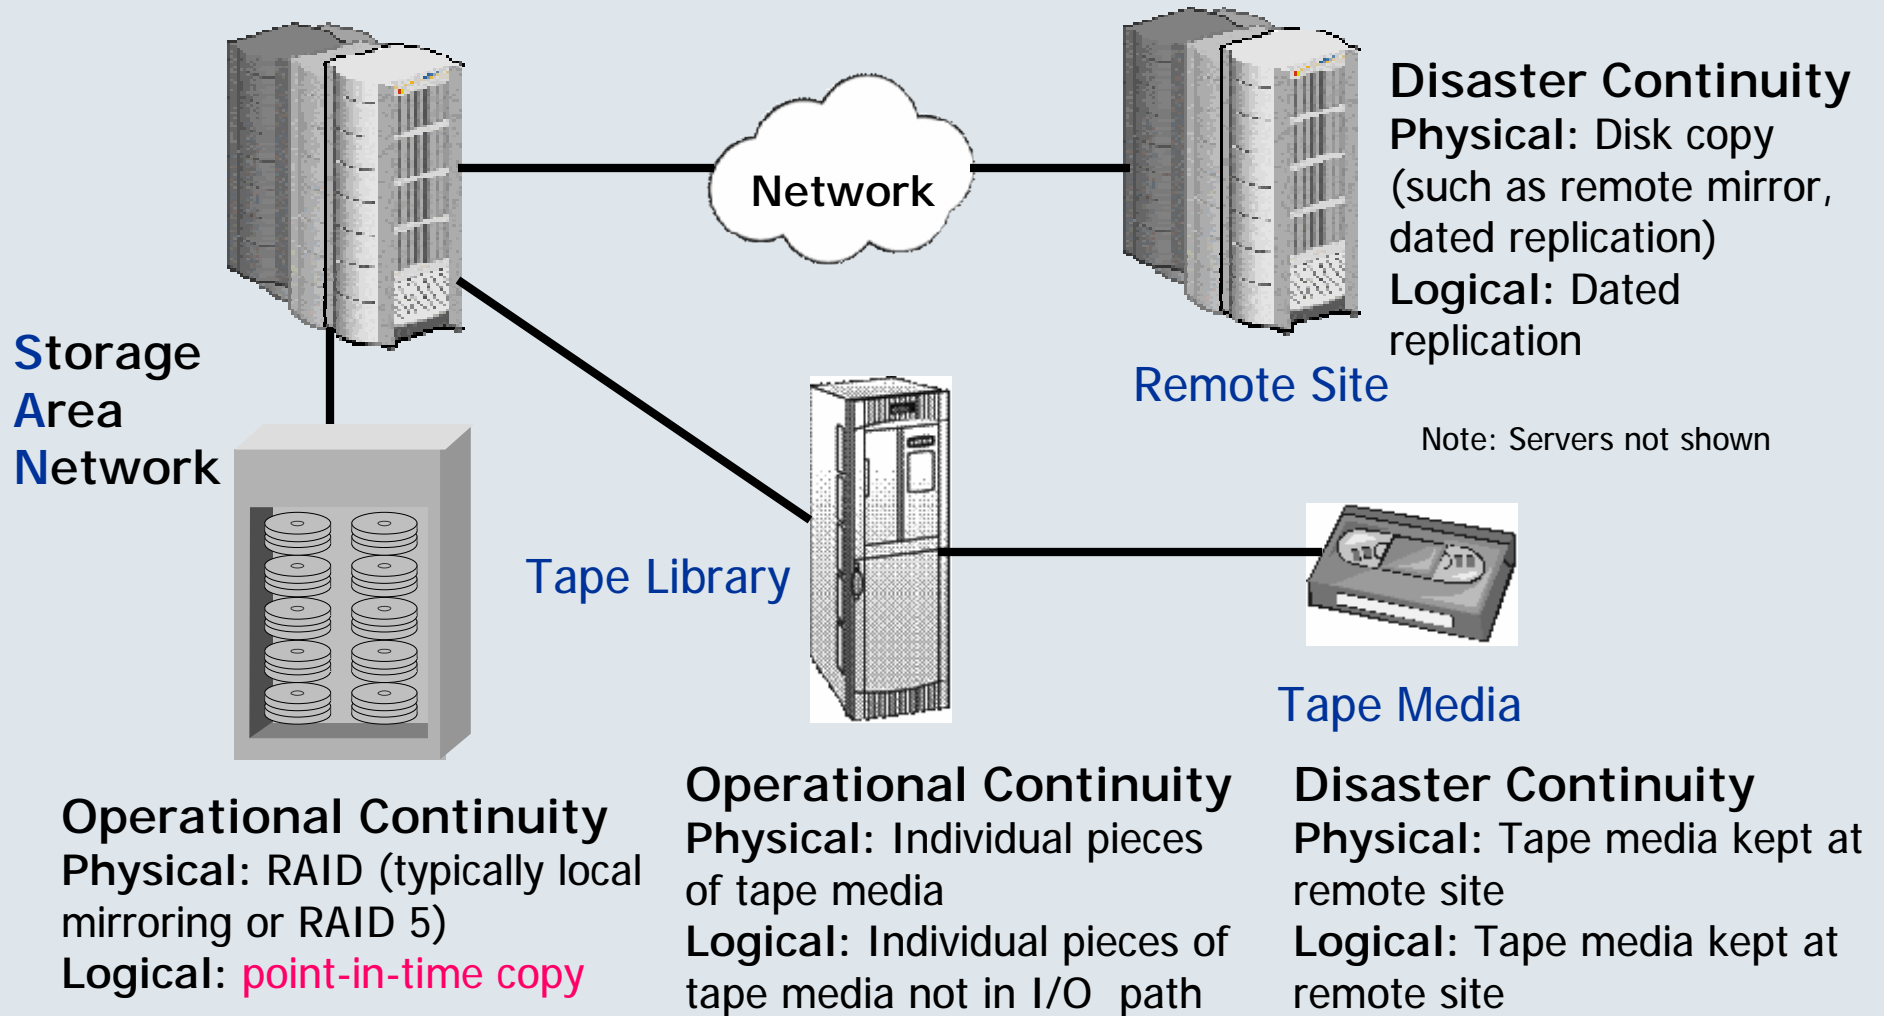 Disaster Continuity
Physical: Disk copy
(such as remote mirror,
dated replication)
Logical: Dated
replication
Network
Storage
Area
Network
Remote Site
Note: Servers not shown
Tape Library
Tape Media
Operational Continuity
Physical: RAID (typically local
mirroring or RAID 5)
Logical: point-in-time copy
Operational Continuity
Physical: Individual pieces
of tape media
Logical: Individual pieces of
tape media not in I/O path
Disaster Continuity
Physical: Tape media kept at
remote site
Logical: Tape media kept at
remote site